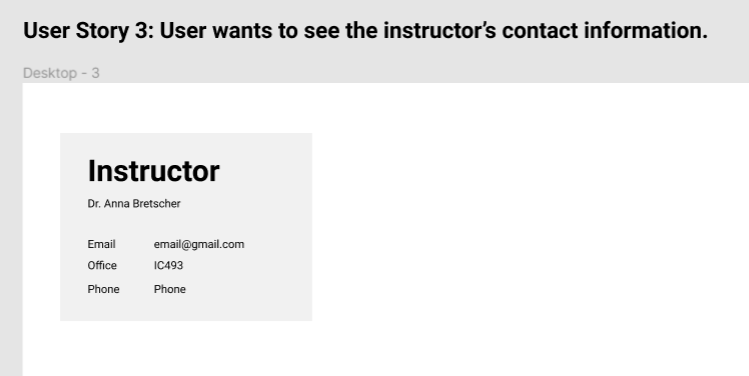 User Story 3: User wants to see the instructor’s contact information.
Desktop - 3
Instructor
Dr. Anna Bretscher
Email email@gmail.com
Office IC493
Phone Phone